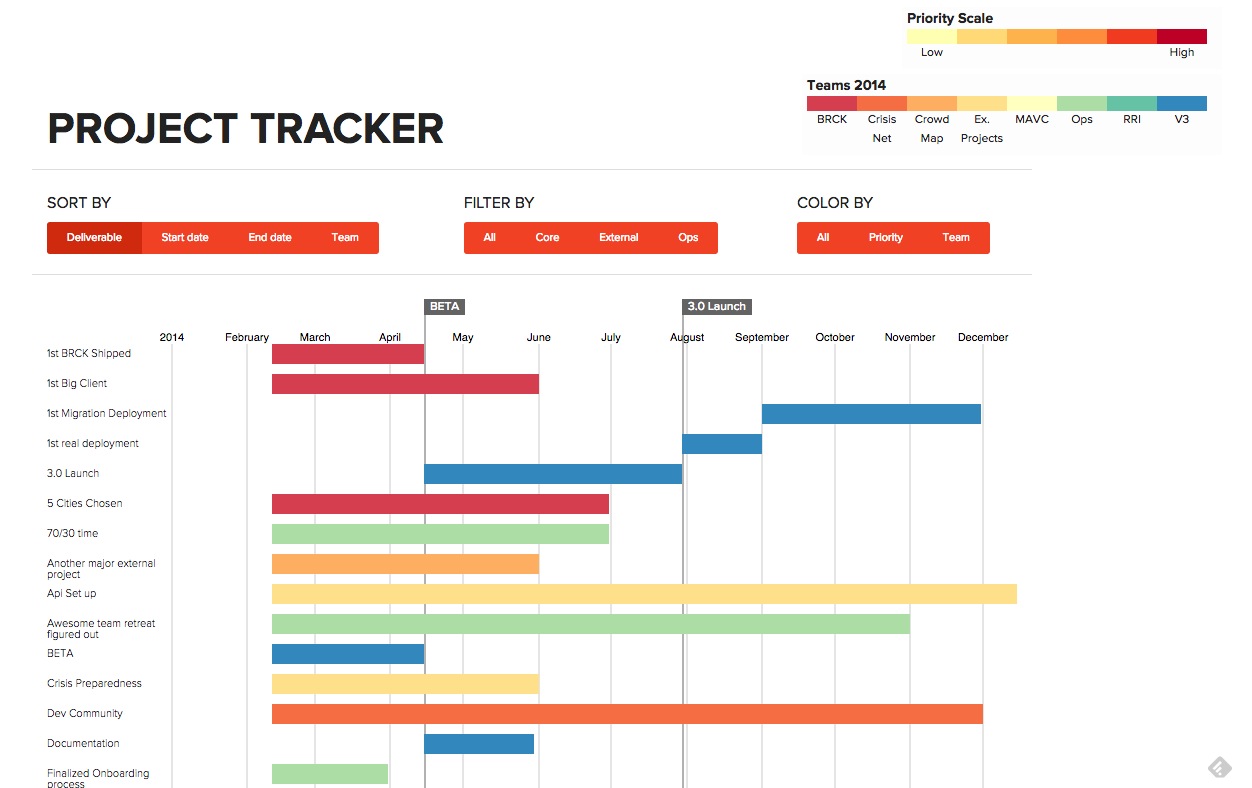 Priority Scale
Low High
Teams 2014
BRCK Crisis Crowd Ex. MAVC Ops RRI V3
Net Map Projects
PROJECT TRACKER
SORT BY FILTER BY COLOR BY
Deliverable Start date End date Team All Core External Ops All Priority Team
BETA 3.0 Launch
2014 February March April May June July August September October November December
1st BRCK Shipped
1st Big Client
1st Migration Deployment
1st real deployment
3.0 Launch
5 Cities Chosen
70/30 time
Another major external
project
Api Set up
Awesome team retreat
figured out
BETA
Crisis Preparedness
Dev Community
Documentation
Finalized Onboarding
process